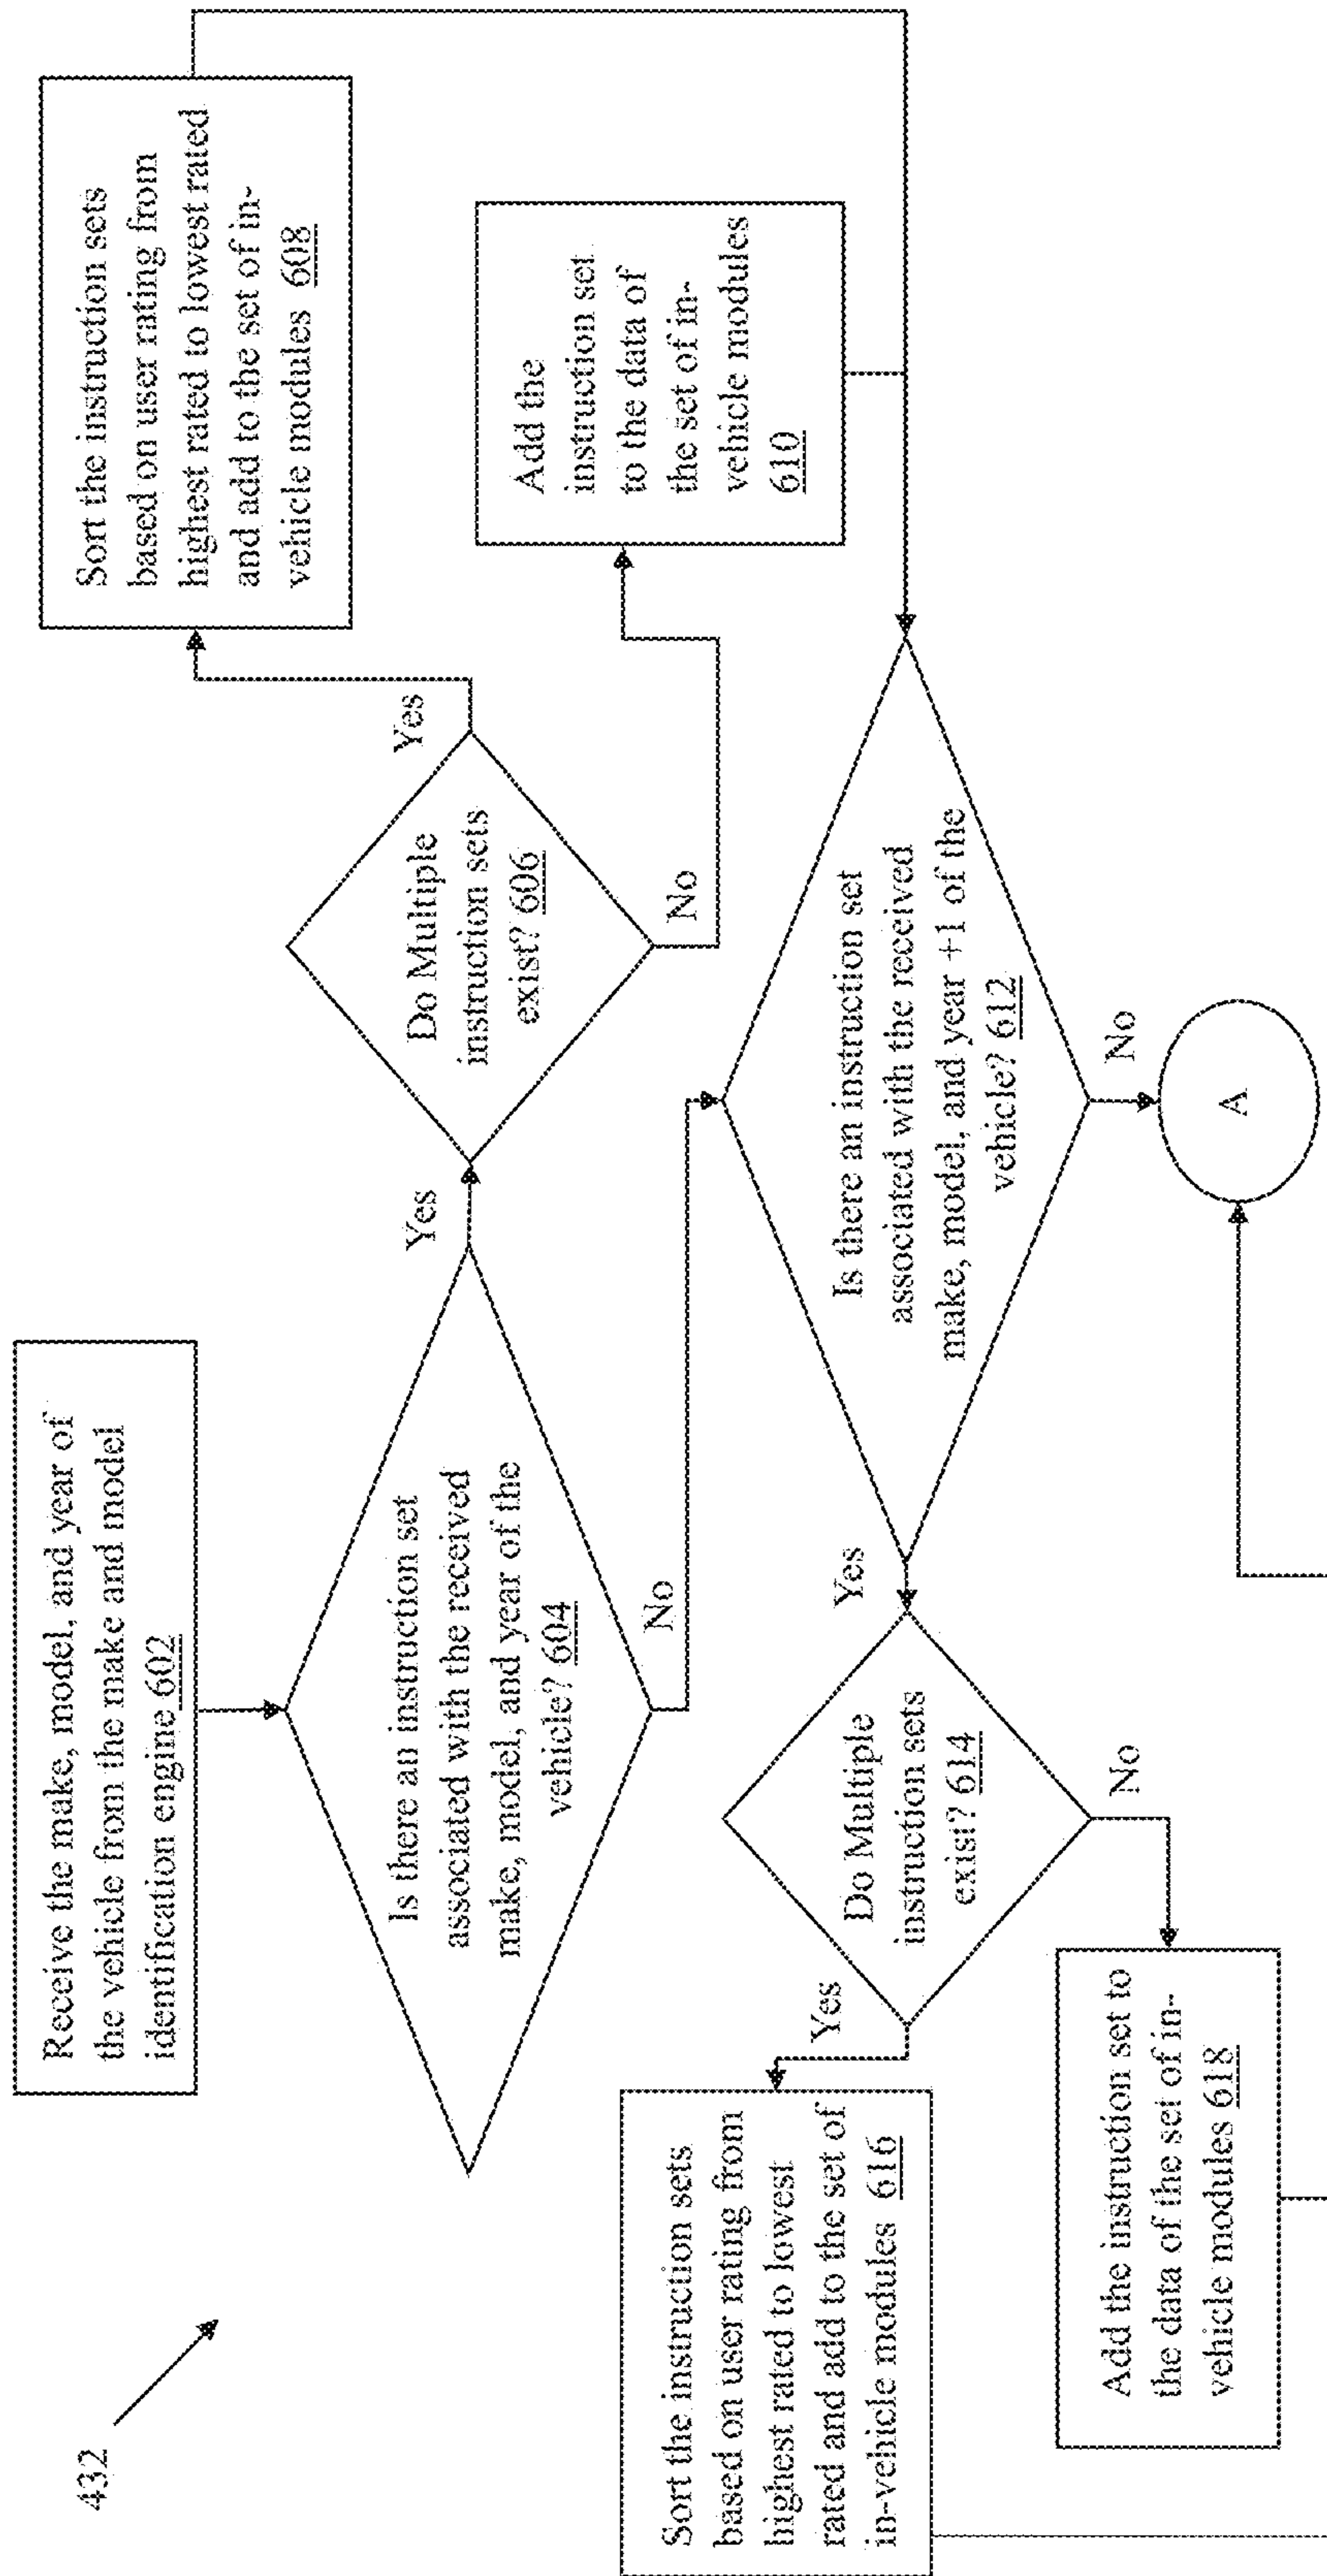 432
Receive the make, model, and year of
the vehicle from the make and model
identification engine 602
Is there an instruction set
associated with the received
make, model, and year of the
vehicle? 604
Yes
No
Do Multiple
instruction sets
exist? 606
Yes
No
Sort the instruction sets
based on user rating from
highest rated to lowest rated
and add to the set of in-
vehicle modules 608
Add the
instruction set
to the data of
the set of in-
vehicle modules
610
Is there an instruction set
associated with the received
make, model, and year +1 of the
vehicle? 612
Yes
No
Do Multiple
instruction sets
exist? 614
Yes
No
Sort the instruction sets
based on user rating from
highest rated to lowest
rated and add to the set of
in-vehicle modules 616
Add the instruction set to
the data of the set of in-
vehicle modules 618
A